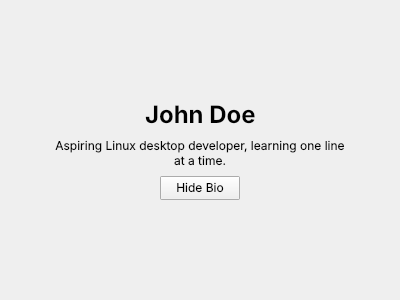 John Doe
Aspiring Linux desktop developer, learning one line
at a time.
Hide Bio